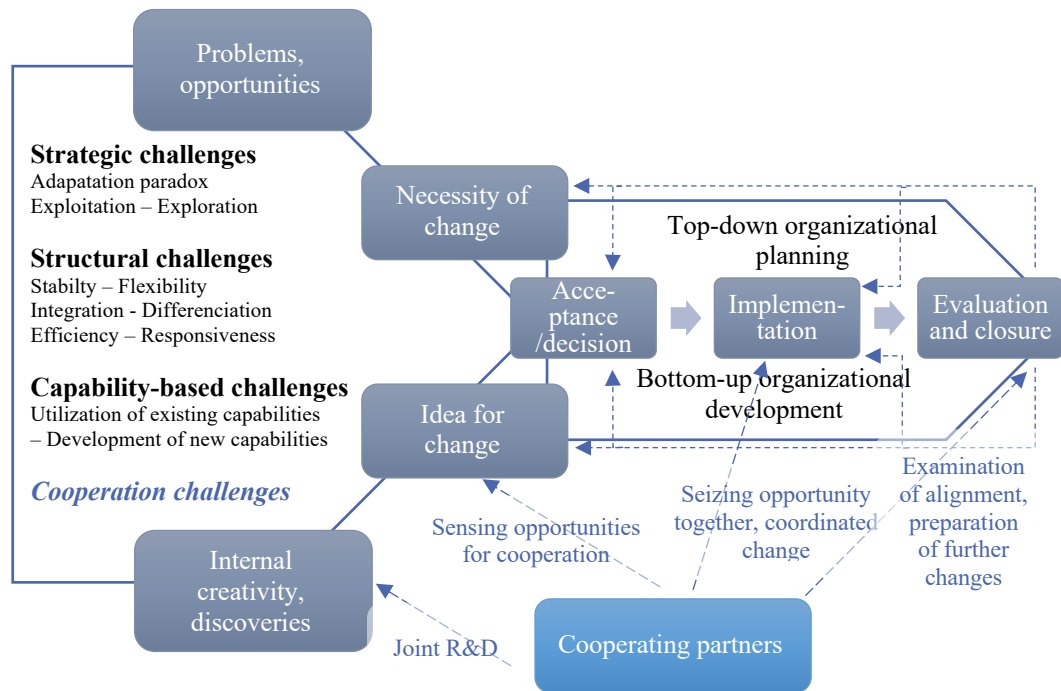 Problems,
opportunities
Strategic challenges
Adapatation paradox
Exploitation – Exploration
Necessity of
change
Top-down organizational
planning
Structural challenges
Stabilty – Flexibility
Integration - Differenciation
Efficiency – Responsiveness
Acce-
ptance
/decision
Implemen-
tation
Evaluation
and closure
Bottom-up organizational
development
Capability-based challenges
Utilization of existing capabilities
– Development of new capabilities
Idea for
change
Cooperation challenges
Sensing opportunities
for cooperation
Seizing opportunity
together, coordinated
change
Examination
of alignment,
preparation
of further
changes
Internal
creativity,
discoveries
Joint R&D
Cooperating partners